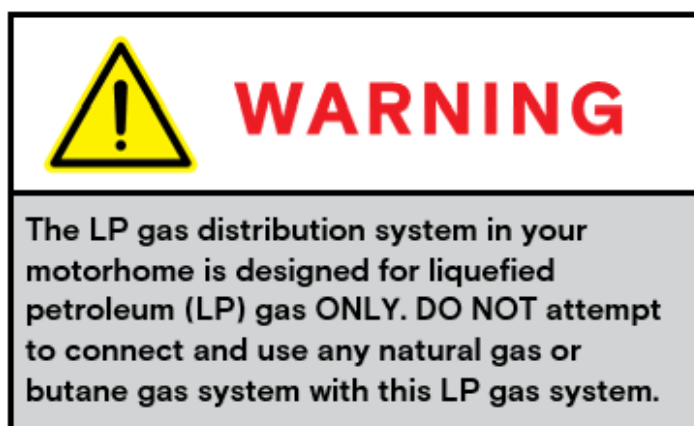 WARNING
The LP gas distribution system in your
motorhome is designed for liquefied
petroleum (LP) gas ONLY. DO NOT attempt
to connect and use any natural gas or
butane gas system with this LP gas system.